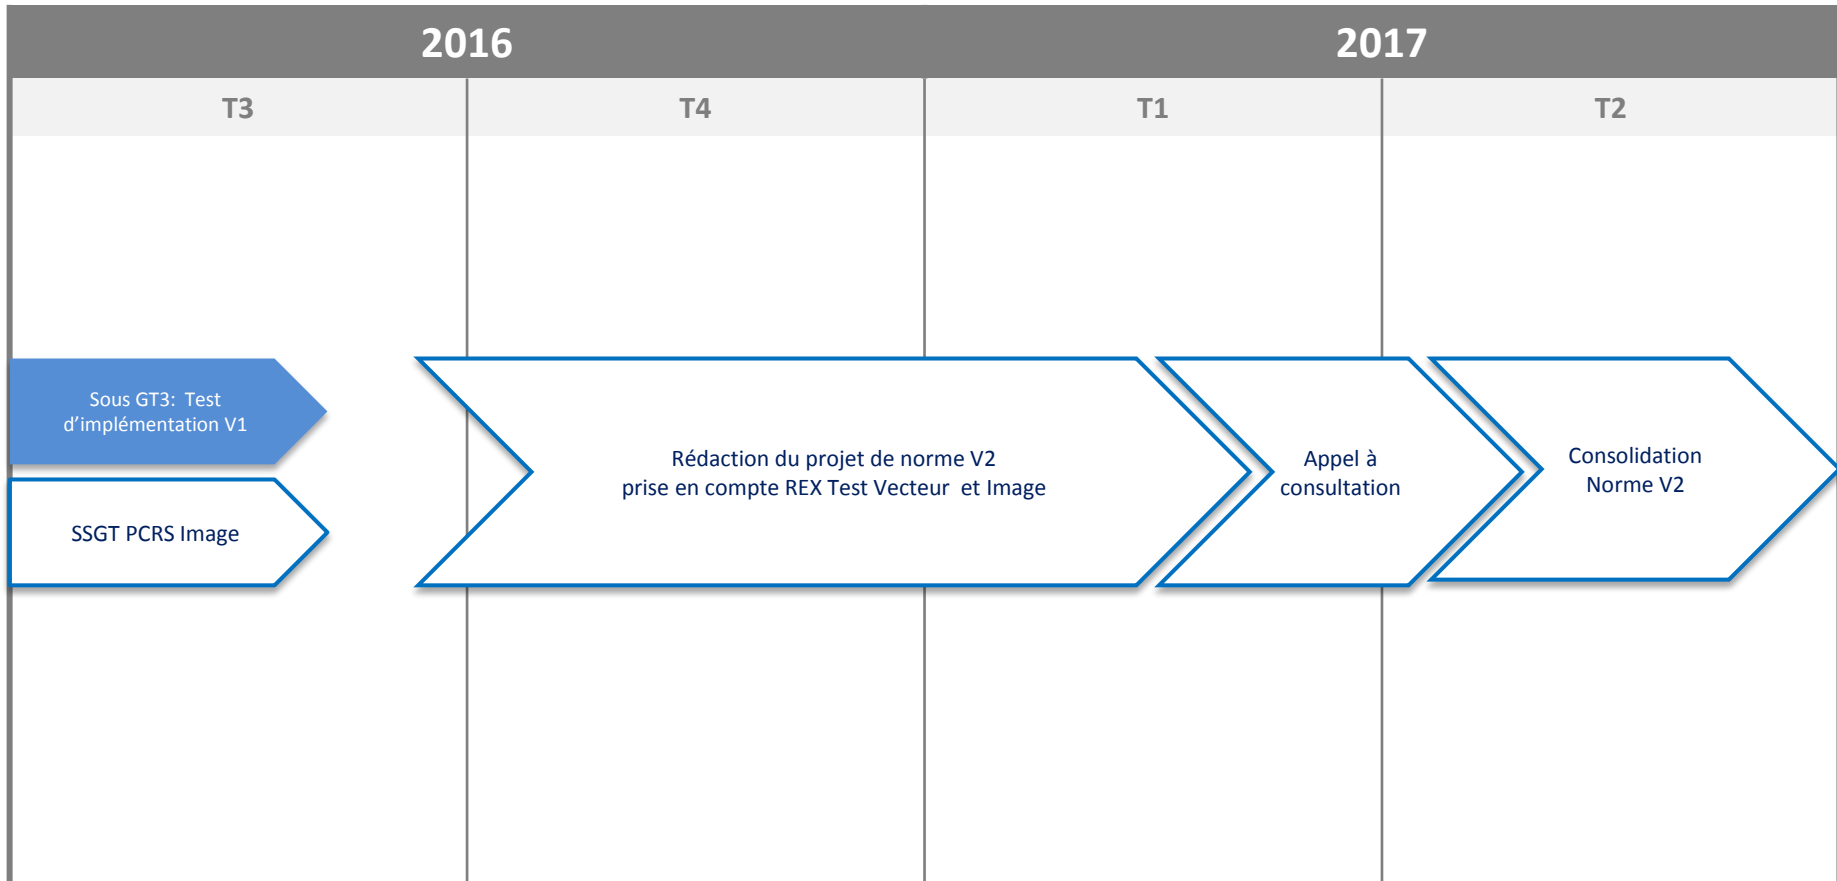 2016
2017
T3
T4
T1
T2
Sous GT3:  Test
d’implémentation V1
SSGT PCRS Image
Rédaction du projet de norme V2
prise en compte REX Test Vecteur  et Image
Appel à
consultation
Consolidation
Norme V2